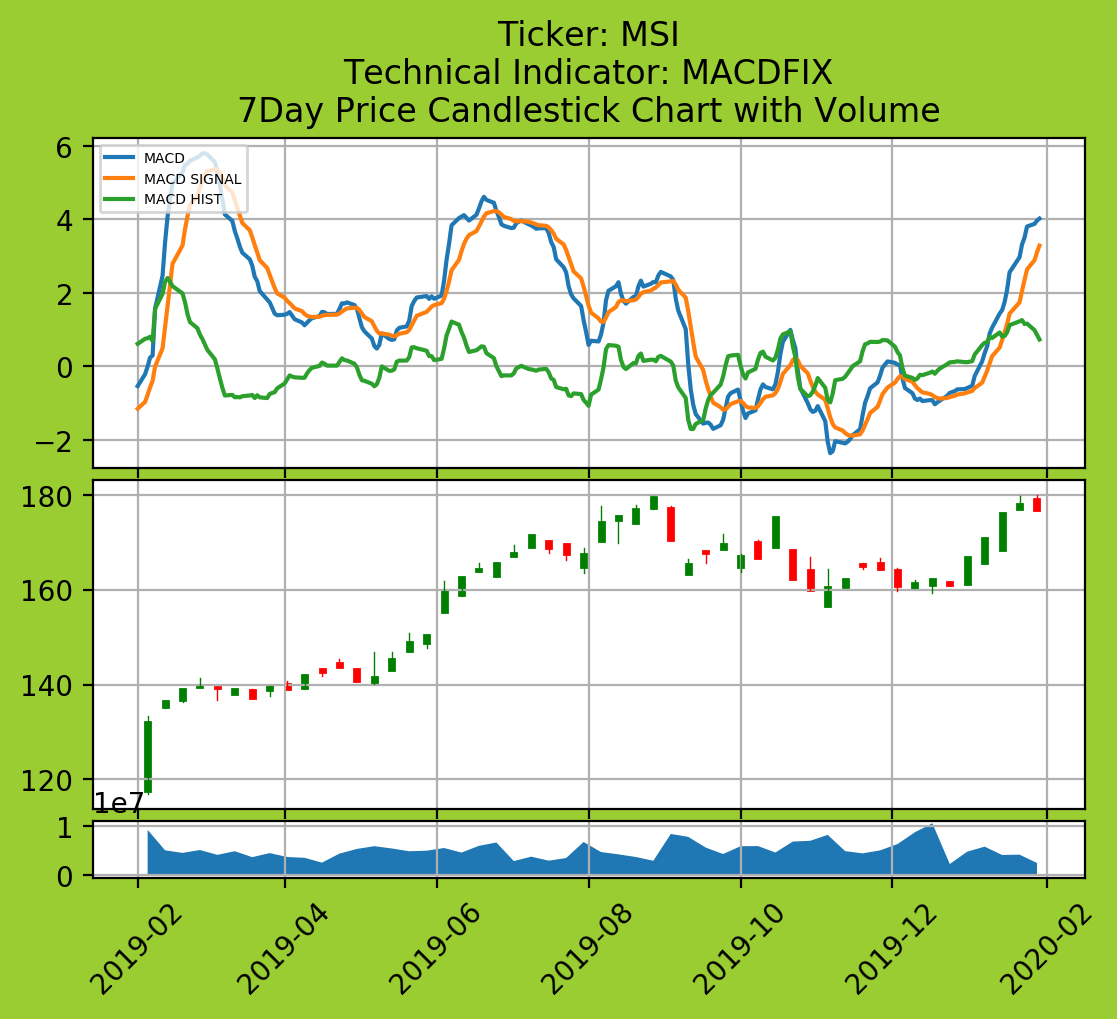 Ticker: MSI
Technical Indicator: MACDFIX
7Day Price Candlestick Chart with Volume
MACD
MACD SIGNAL
MACD HIST
6
4
2
0
−2
180
160
140
120
1e7
1
0
2019-02
2019-04
2019-06
2019-08
2019-10
2019-12
2020-02